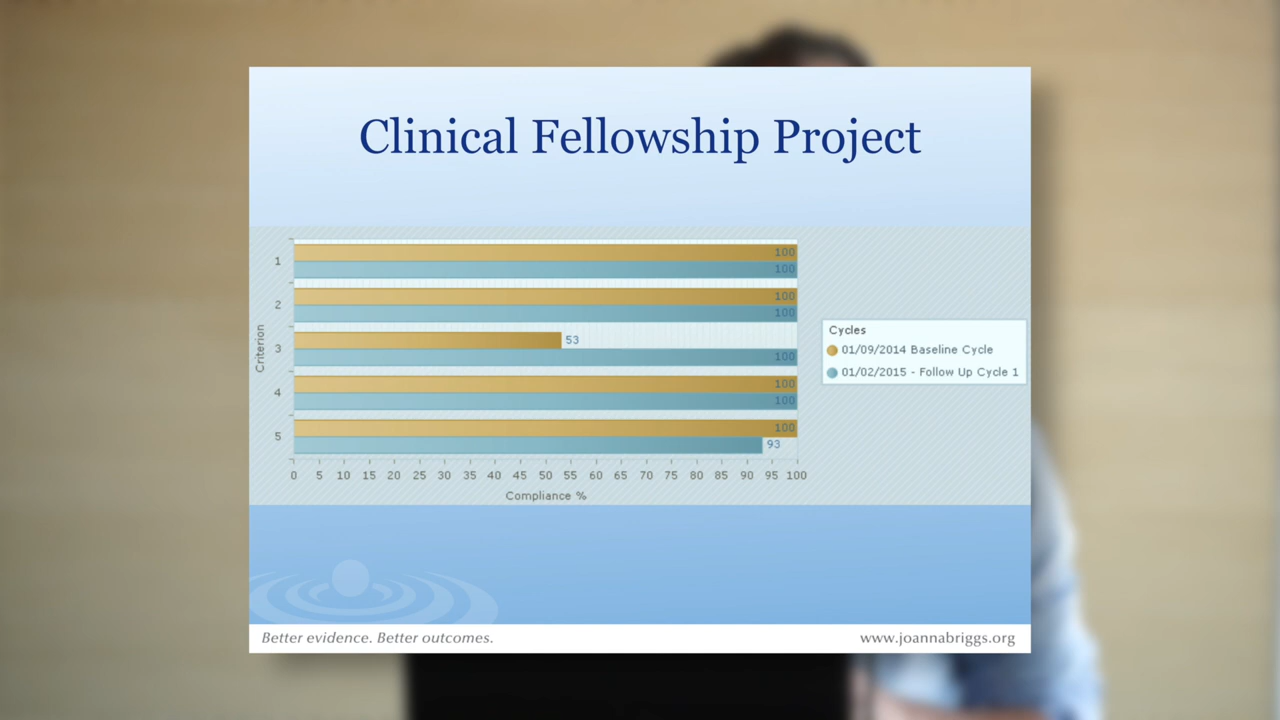 Clinical Fellowship Project
Criterion
1
100
100
2
100
100
3
53
100
4
100
100
5
100
93
0 5 10 15 20 25 30 35 40 45 50 55 60 65 70 75 80 85 90 95 100
Compliance %
Cycles
01/09/2014 Baseline Cycle
01/02/2015 - Follow Up Cycle 1
Better evidence. Better outcomes.
www.joannabriggs.org